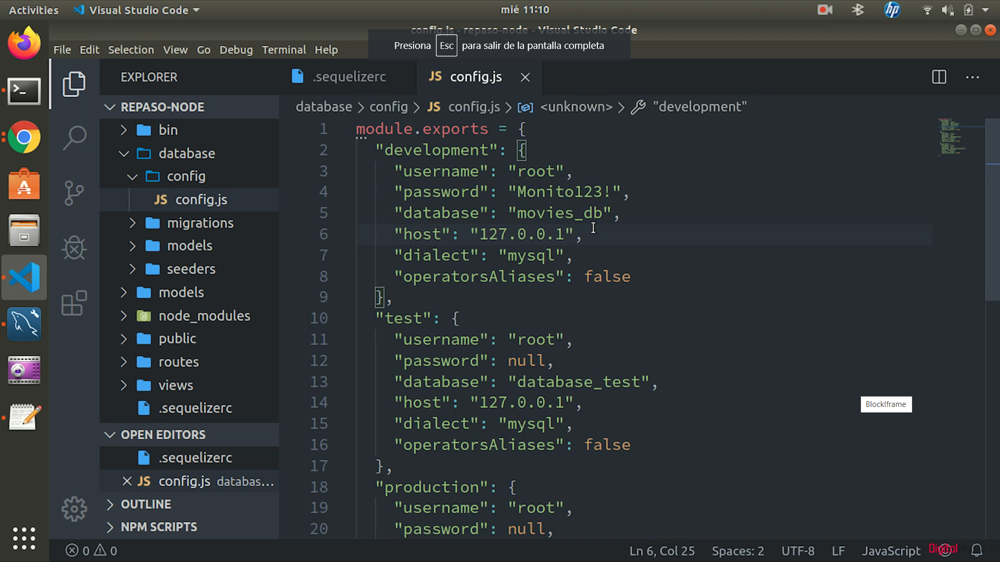 Activities
Visual Studio Code
mié 11:10
config.js - repaso-node - Visual Studio Code
Presiona Esc para salir de la pantalla completa
File Edit Selection View Go Debug Terminal Help
EXPLORER
.sequelizerc
JS config.js
REPASO-NODE
database > config > JS config.js > <unknown> > "development"
bin
database
config
JS config.js
migrations
models
seeders
models
node_modules
public
routes
views
.sequelizerc
OPEN EDITORS
.sequelizerc
JS config.js databas...
OUTLINE
NPM SCRIPTS
1 module.exports = {
2 "development": {
3 "username": "root",
4 "password": "Monito123!",
5 "database": "movies_db",
6 "host": "127.0.0.1",
7 "dialect": "mysql",
8 "operatorsAliases": false
9 },
10 "test": {
11 "username": "root",
12 "password": null,
13 "database": "database_test",
14 "host": "127.0.0.1",
15 "dialect": "mysql",
16 "operatorsAliases": false
17 },
18 "production": {
19 "username": "root",
20 "password": null,
BlockIframe
0 0
Ln 6, Col 25 Spaces: 2 UTF-8 LF JavaScript
hp